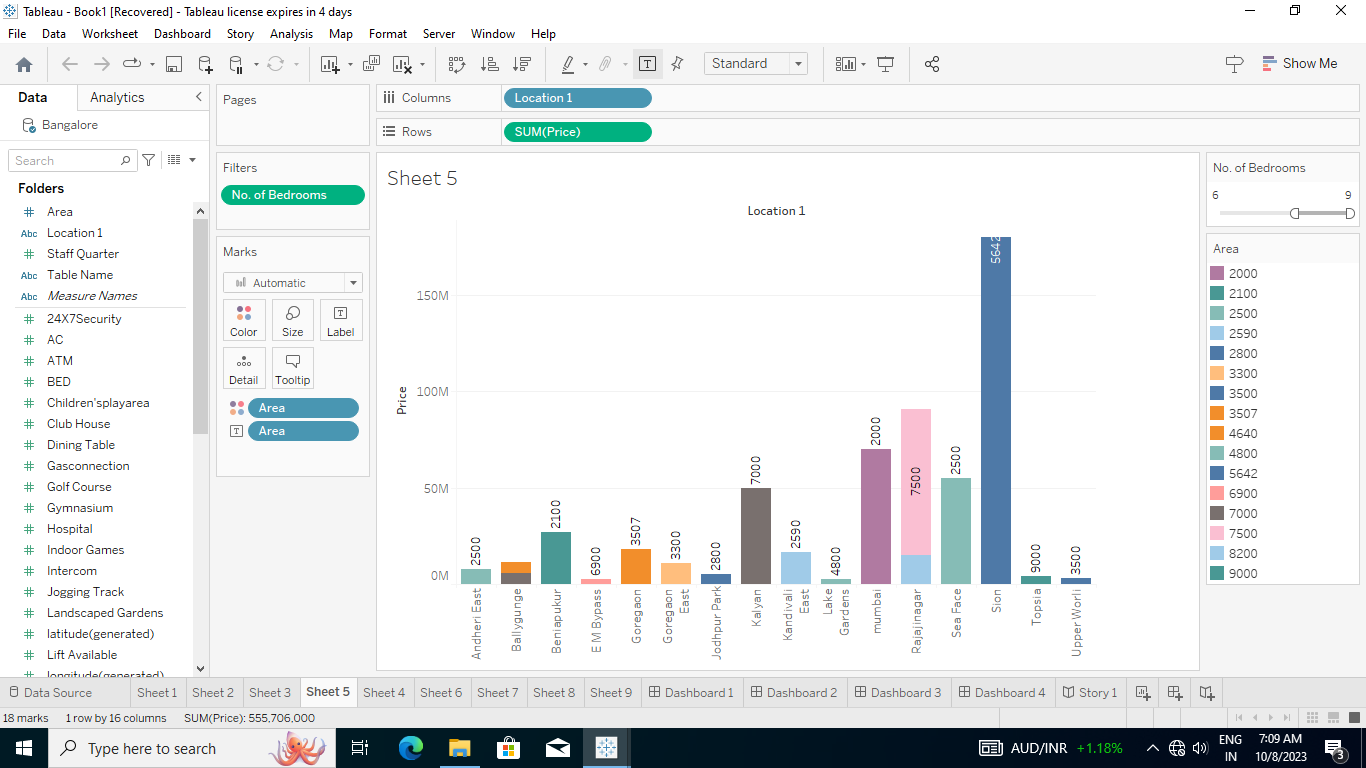 Tableau - Book1 [Recovered] - Tableau license expires in 4 days
File Data Worksheet Dashboard Story Analysis Map Format Server Window Help
Standard
Show Me
Data
Analytics
Bangalore
Search
Folders
Area
Location 1
Staff Quarter
Table Name
Measure Names
24X7Security
AC
ATM
BED
Children'splayarea
Club House
Dining Table
Gasconnection
Golf Course
Gymnasium
Hospital
Indoor Games
Intercom
Jogging Track
Landscaped Gardens
latitude(generated)
Lift Available
longitude(generated)
Abc
Abc
Abc
Pages
Filters
No. of Bedrooms
Marks
Automatic
Color Size Label
Detail Tooltip
Area
Area
Columns
Location 1
Rows
SUM(Price)
Sheet 5
Location 1
Price
150M
100M
50M
0M
2500
2100
6900
3507
3300
2800
7000
2590
4800
2000
7500
2500
5642
9000
3500
Andheri East
Ballygunge
Beniapukur
E M Bypass
Goregaon
Goregaon
East
Jodhpur Park
Kalyan
Kandivali
East
Lake
Gardens
mumbai
Rajajinagar
Sea Face
Sion
Topsia
Upper Worli
No. of Bedrooms
6 9
Area
2000
2100
2500
2590
2800
3300
3500
3507
4640
4800
5642
6900
7000
7500
8200
9000
Data Source Sheet 1 Sheet 2 Sheet 3 Sheet 5 Sheet 4 Sheet 6 Sheet 7 Sheet 8 Sheet 9 Dashboard 1 Dashboard 2 Dashboard 3 Dashboard 4 Story 1
18 marks 1 row by 16 columns SUM(Price): 555,706,000
Type here to search
AUD/INR +1.18%
ENG
IN
7:09 AM
10/8/2023
3